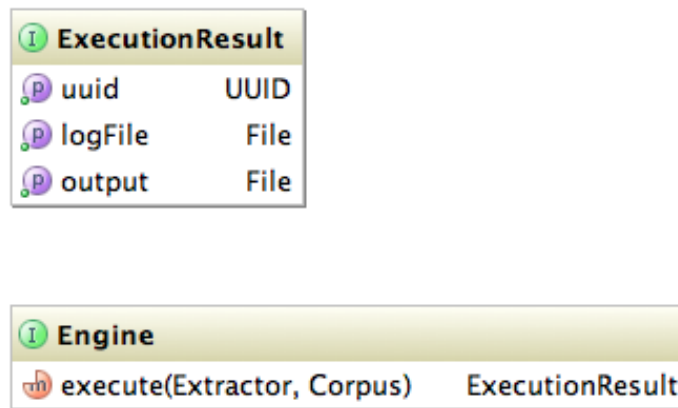 I ExecutionResult
p uuid UUID
p logFile File
p output File
I Engine
m execute(Extractor, Corpus) ExecutionResult